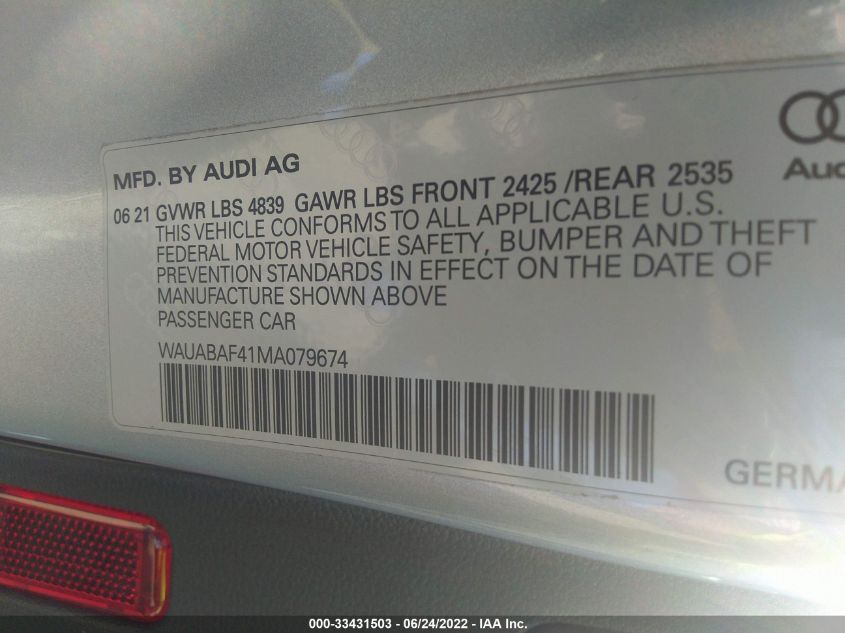 MFD. BY AUDI AG
06 21 GVWR LBS 4839 GAWR LBS FRONT 2425 /REAR 2535
THIS VEHICLE CONFORMS TO ALL APPLICABLE U.S.
FEDERAL MOTOR VEHICLE SAFETY, BUMPER AND THEFT
PREVENTION STANDARDS IN EFFECT ON THE DATE OF
MANUFACTURE SHOWN ABOVE
PASSENGER CAR
WAUABAF41MA079674
Aud
GERMA
000-33431503 - 06/24/2022 - IAA Inc.